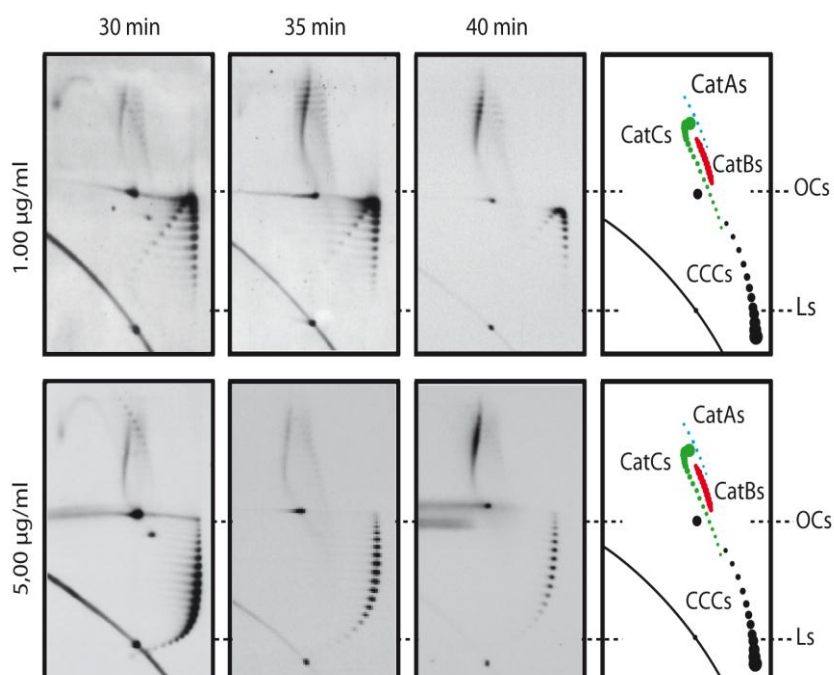 30 min 35 min 40 min
1.00 µg/ml
CatAs
CatCs
CatBs
OCs
CCCs
Ls
5,00 µg/ml
CatAs
CatCs
CatBs
OCs
CCCs
Ls